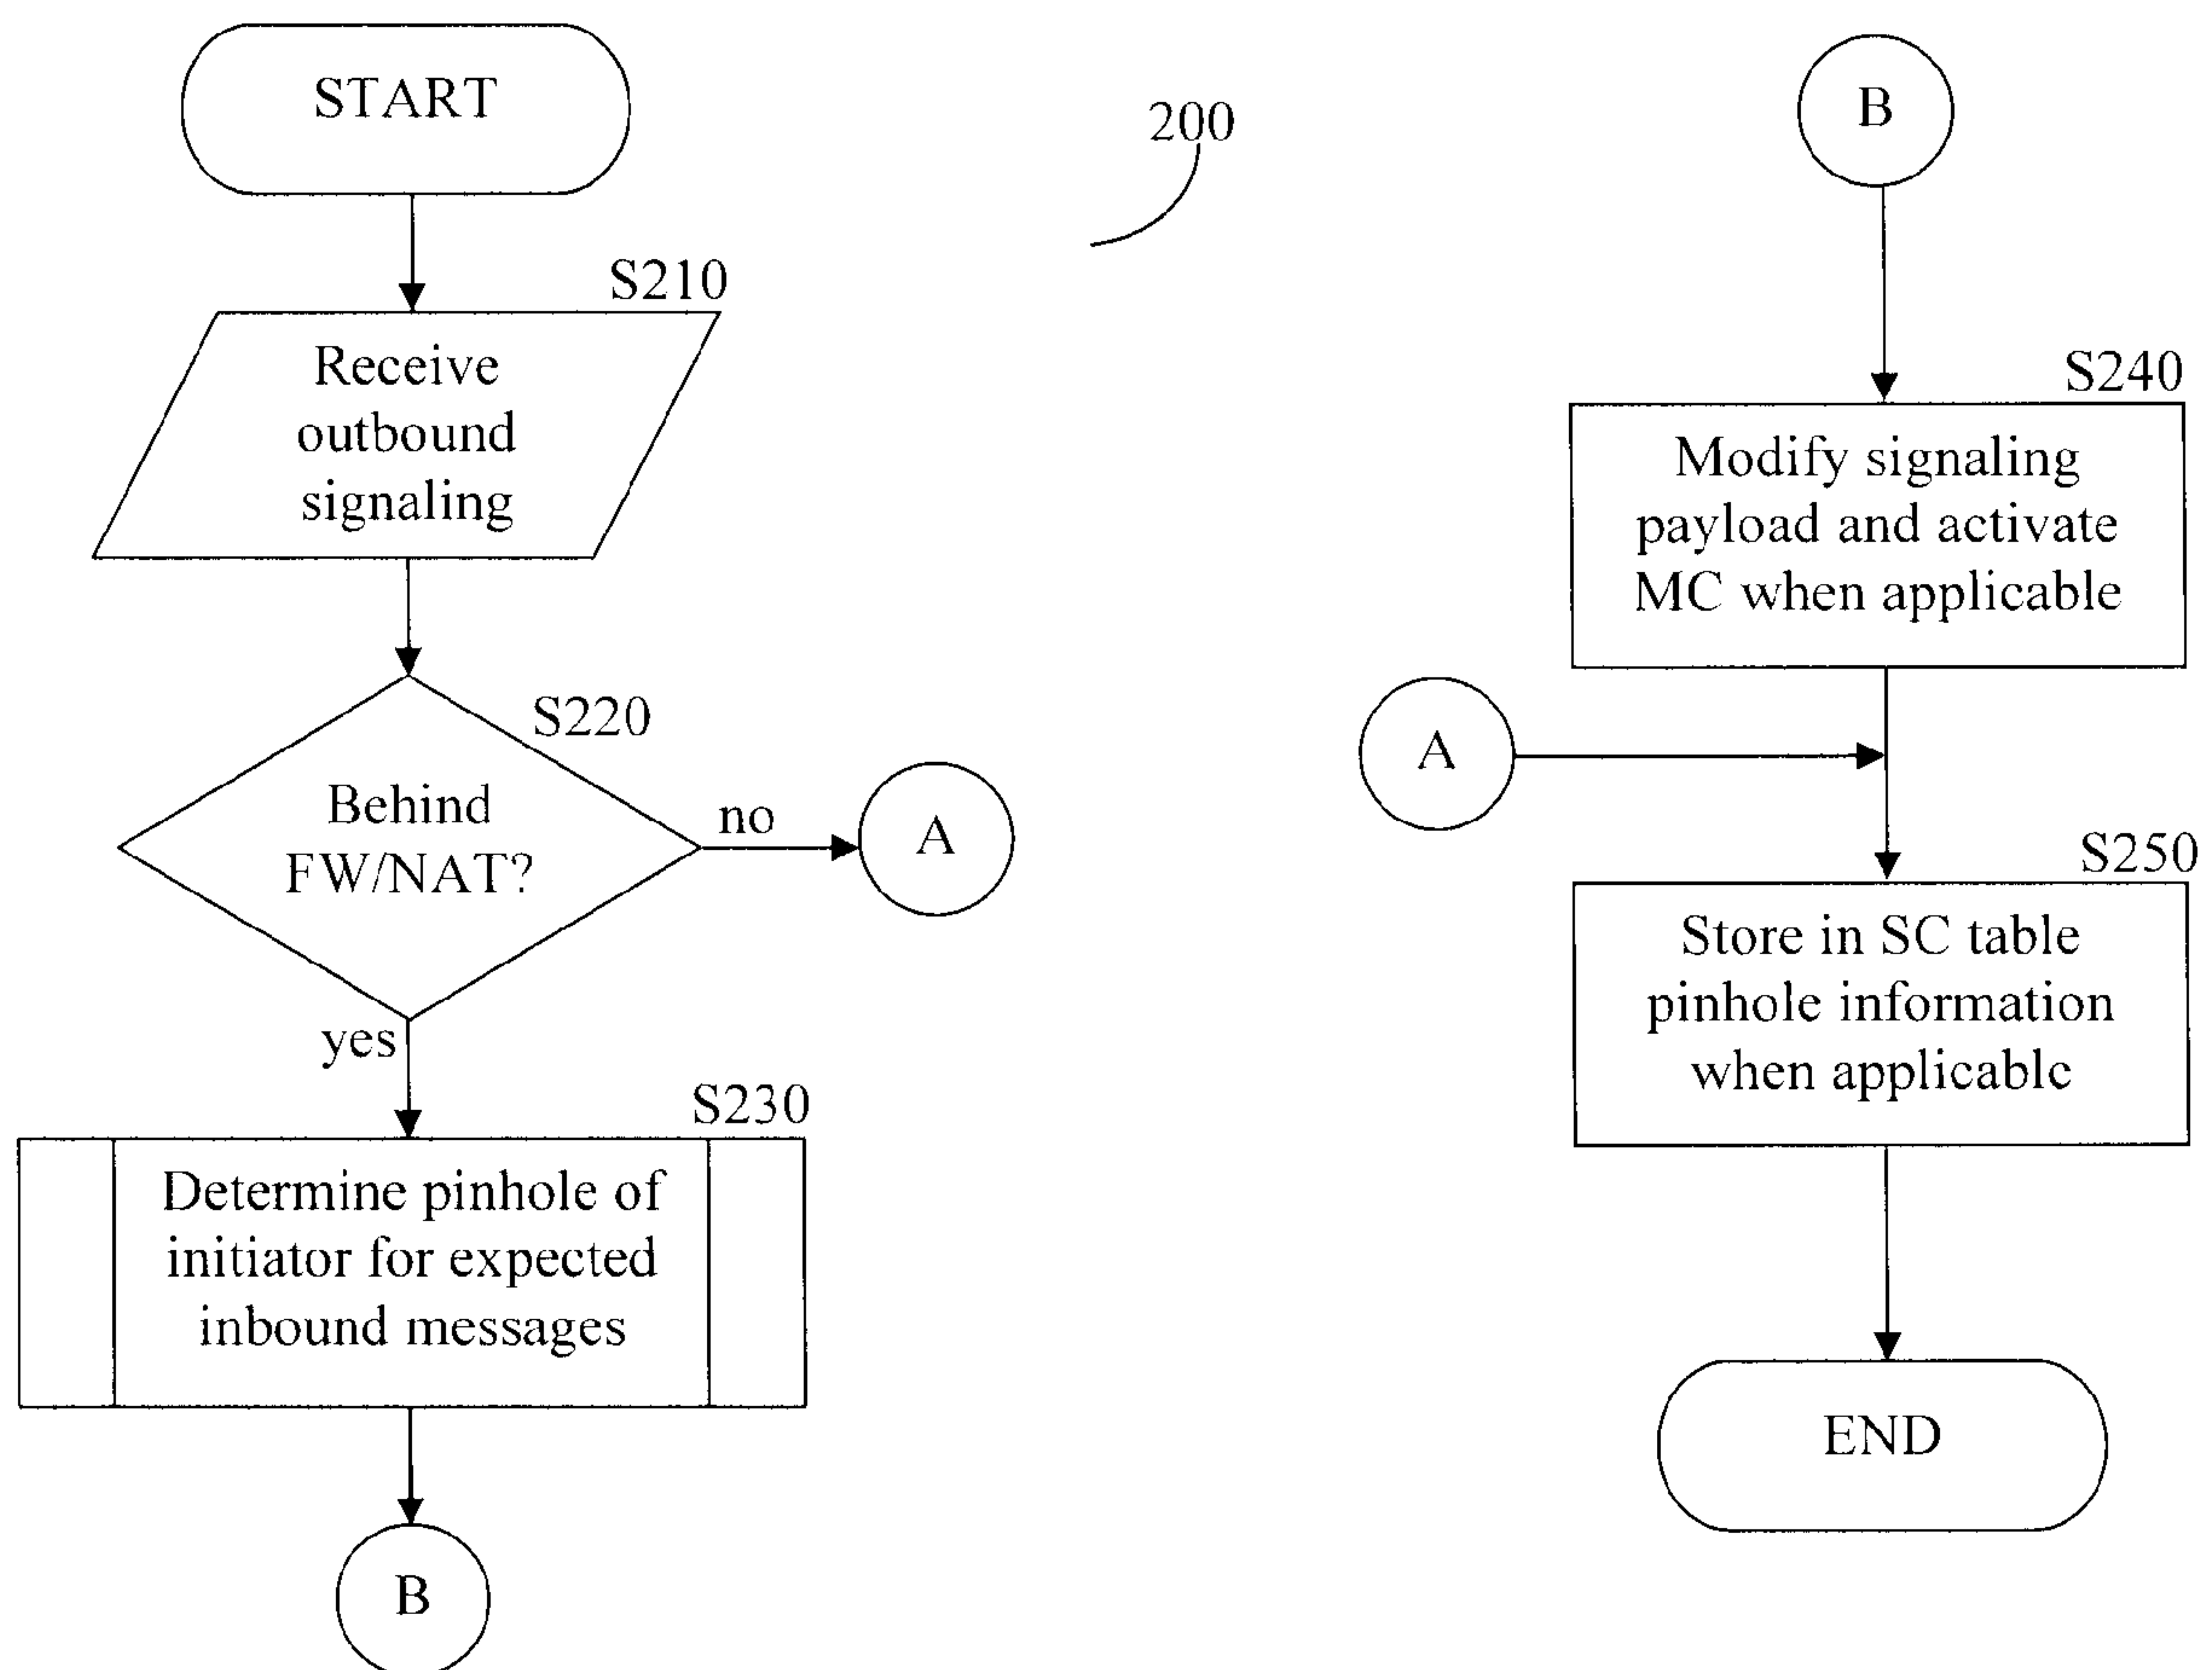 START
200
S210
Receive
outbound
signaling
S220
Behind
FW/NAT?
no
A
yes
S230
Determine pinhole of
initiator for expected
inbound messages
B
B
S240
Modify signaling
payload and activate
MC when applicable
A
S250
Store in SC table
pinhole information
when applicable
END